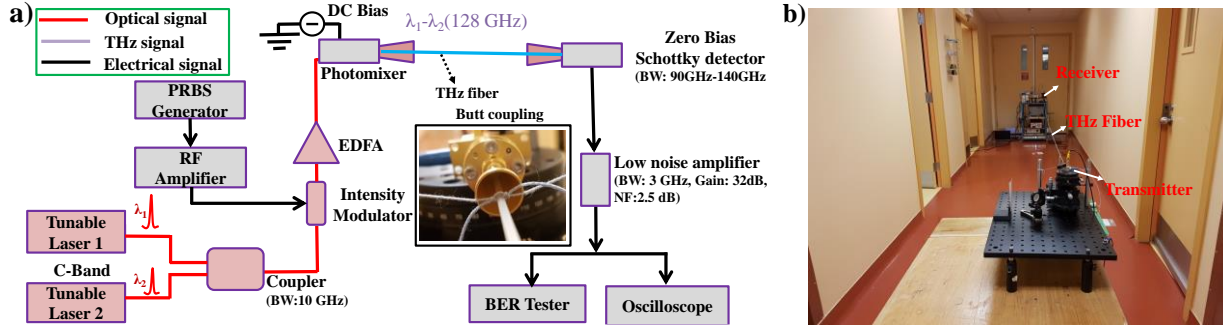 a)
Optical signal
THz signal
Electrical signal
DC Bias
λ₁-λ₂(128 GHz)
Photomixer
THz fiber
Zero Bias
Schottky detector
(BW: 90GHz-140GHz
PRBS
Generator
RF
Amplifier
EDFA
Intensity
Modulator
Butt coupling
Low noise amplifier
(BW: 3 GHz, Gain: 32dB,
NF:2.5 dB)
λ₁
Tunable
Laser 1
C-Band
λ₂
Tunable
Laser 2
Coupler
(BW:10 GHz)
BER Tester
Oscilloscope
b)
Receiver
THz Fiber
Transmitter